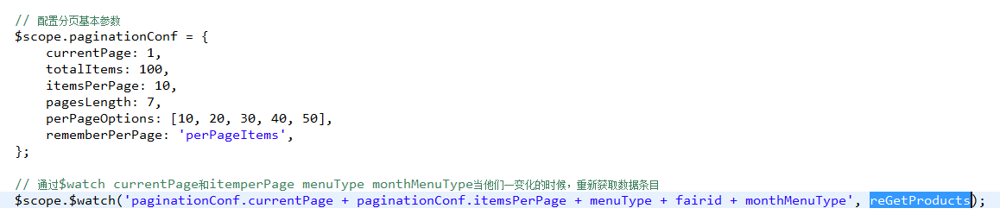 // 配置分页基本参数
$scope.paginationConf = {
    currentPage: 1,
    totalItems: 100,
    itemsPerPage: 10,
    pagesLength: 7,
    perPageOptions: [10, 20, 30, 40, 50],
    rememberPerPage: 'perPageItems',
};
// 通过$watch currentPage和itemperPage menuType monthMenuType当他们一变化的时候，重新获取数据条目
$scope.$watch('paginationConf.currentPage + paginationConf.itemsPerPage + menuType + fairid + monthMenuType', reGetProducts);